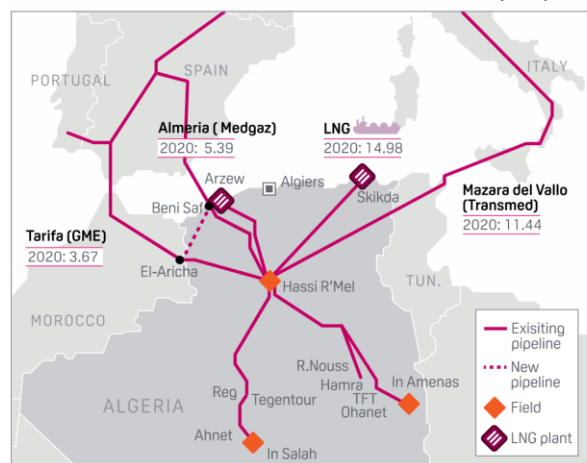 PORTUGAL
SPAIN
ITALY
Almeria ( Medgaz)
2020: 5.39
LNG
2020: 14.98
Arzew
Algiers
Skikda
Beni Saf
Mazara del Vallo
(Transmed)
2020: 11.44
Tarifa (GME)
2020: 3.67
El-Aricha
Hassi R'Mel
TUN.
MOROCCO
ALGERIA
R.Nouss
Hamra
TFT
Ohanet
In Amenas
Reg
Tegentour
Ahnet
In Salah
Exisiting
pipeline
New
pipeline
Field
LNG plant